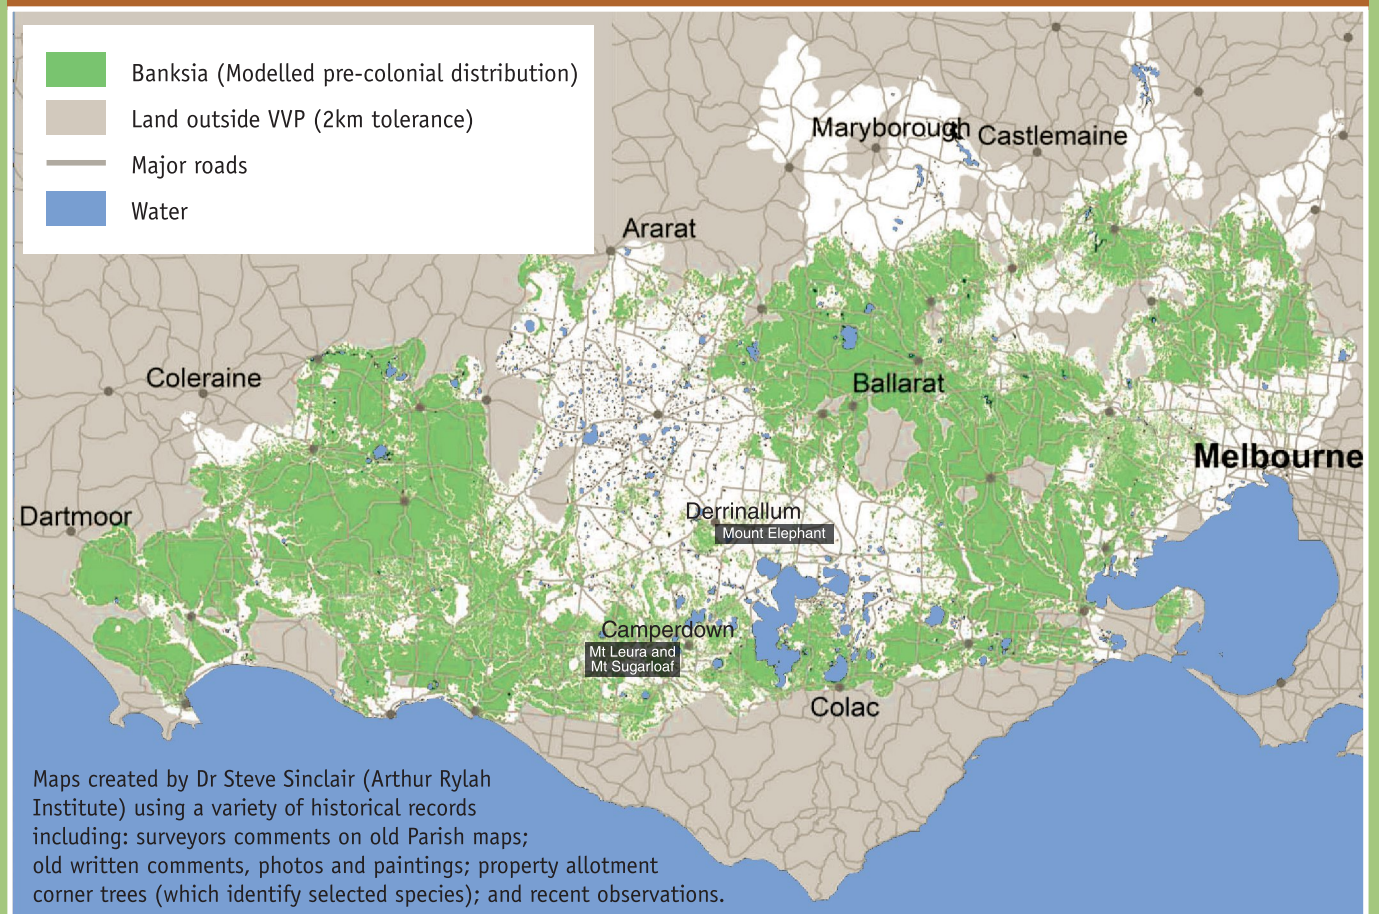 Banksia (Modelled pre-colonial distribution)
Land outside VVP (2km tolerance)
Major roads
Water
Maryborough
Castlemaine
Ararat
Coleraine
Ballarat
Melbourne
Dartmoor
Derrinallum
Mount Elephant
Camperdown
Mt Leura and
Mt Sugarloaf
Colac
Maps created by Dr Steve Sinclair (Arthur Rylah
Institute) using a variety of historical records
including: surveyors comments on old Parish maps;
old written comments, photos and paintings; property allotment
corner trees (which identify selected species); and recent observations.